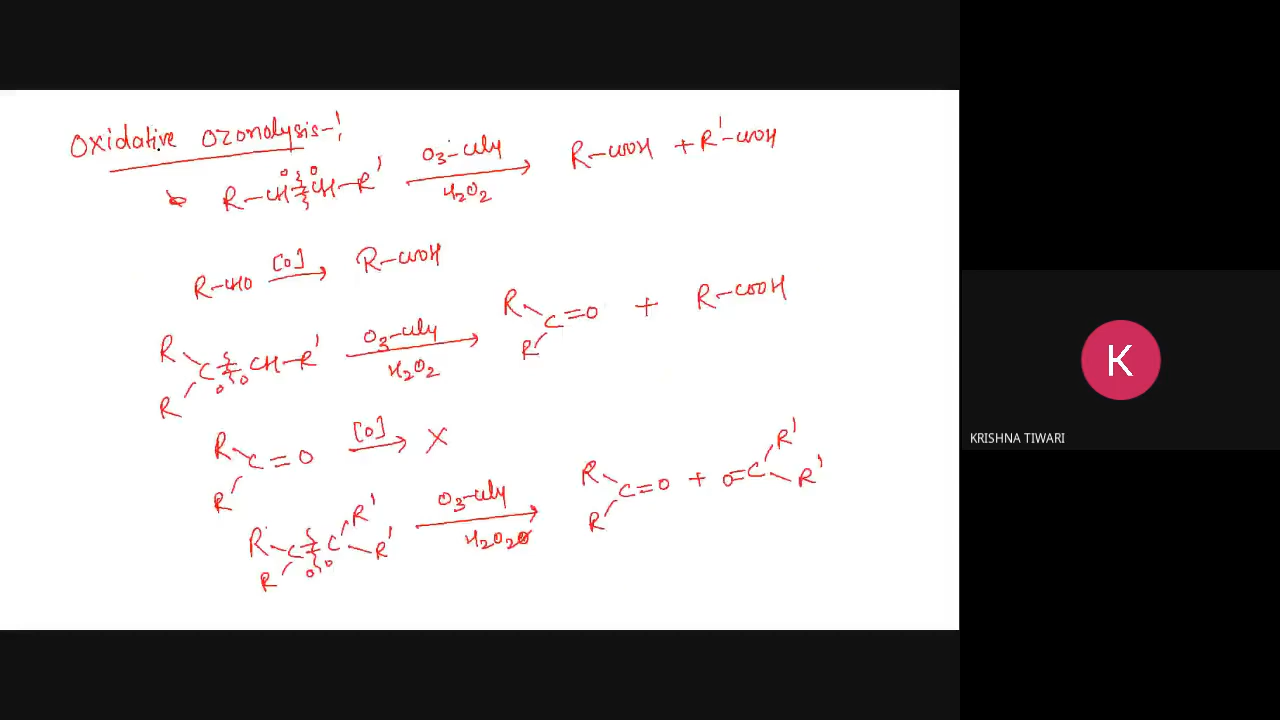 Oxidative Ozonolysis-!
R-CH=CH-R' O3-CCl4 H2O2 R-COOH + R'-COOH
R-CHO [O] R-COOH
R R C=CH-R' O3-CCl4 H2O2 R R C=O + R-COOH
R R C=O [O] X
R R C=C R' R' O3-CCl4 H2O2 R R C=O + O=C R' R'
K
KRISHNA TIWARI